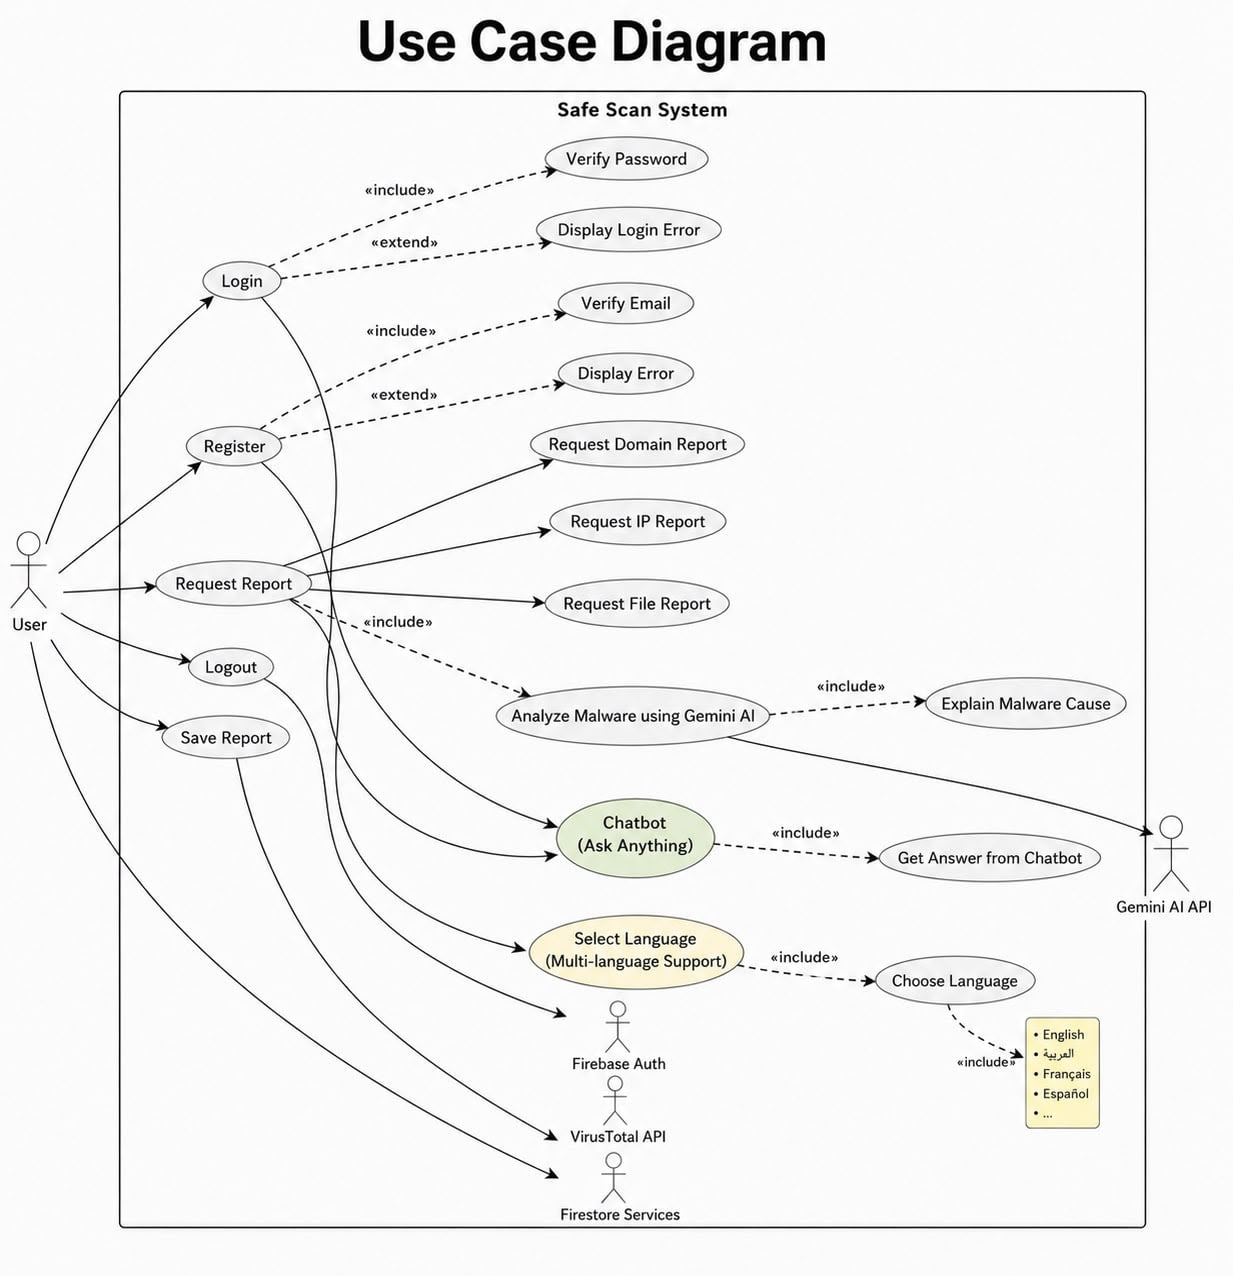 Use Case Diagram
Safe Scan System
Verify Password
«include»
Display Login Error
«extend»
Login
Verify Email
«include»
Display Error
«extend»
Register
Request Domain Report
Request IP Report
Request Report
Request File Report
User
«include»
Logout
«include»
Explain Malware Cause
Analyze Malware using Gemini AI
Save Report
Chatbot
(Ask Anything)
«include»
Get Answer from Chatbot
Gemini AI API
Select Language
(Multi-language Support)
«include»
Choose Language
• English
• العربية
• Français
• Español
• ...
«include»
Firebase Auth
VirusTotal API
Firestore Services